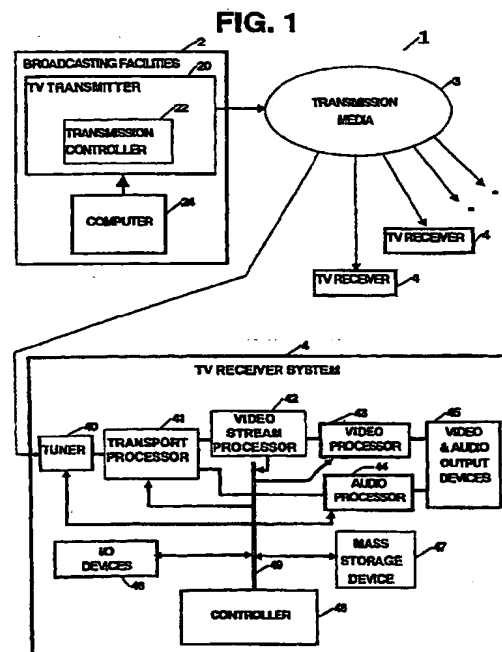 FIG. 1
2
1
BROADCASTING FACILITIES
20
TV TRANSMITTER
22
TRANSMISSION
CONTROLLER
24
COMPUTER
3
TRANSMISSION
MEDIA
TV RECEIVER
4
TV RECEIVER
4
4
TV RECEIVER SYSTEM
40
TUNER
41
TRANSPORT
PROCESSOR
42
VIDEO
STREAM
PROCESSOR
43
VIDEO
PROCESSOR
45
VIDEO
& AUDIO
OUTPUT
DEVICES
44
AUDIO
PROCESSOR
I/O
DEVICES
46
49
MASS
STORAGE
DEVICE
47
CONTROLLER
48